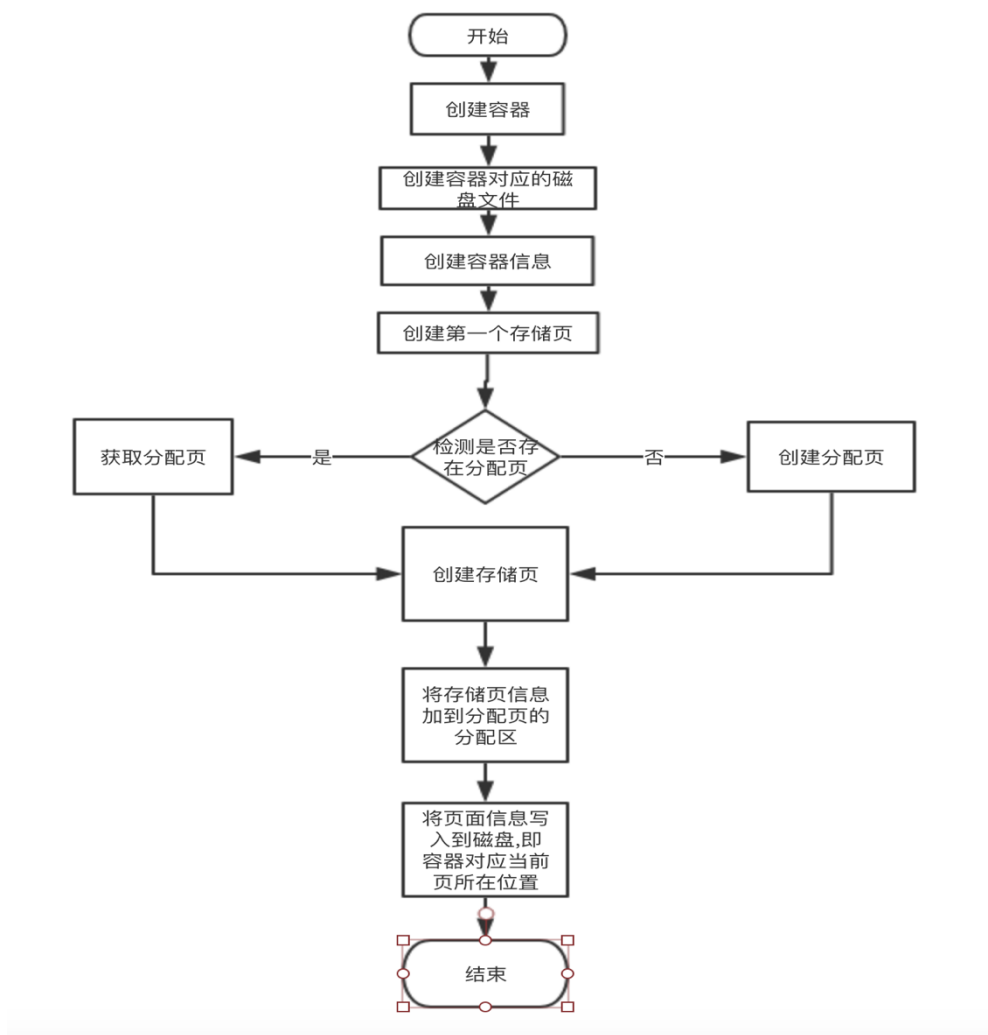 开始
创建容器
创建容器对应的磁
盘文件
创建容器信息
创建第一个存储页
检测是否存
在分配页
是
否
获取分配页
创建分配页
创建存储页
将存储页信息
加到分配页的
分配区
将页面信息写
入到磁盘,即
容器对应当前
页所在位置
结束